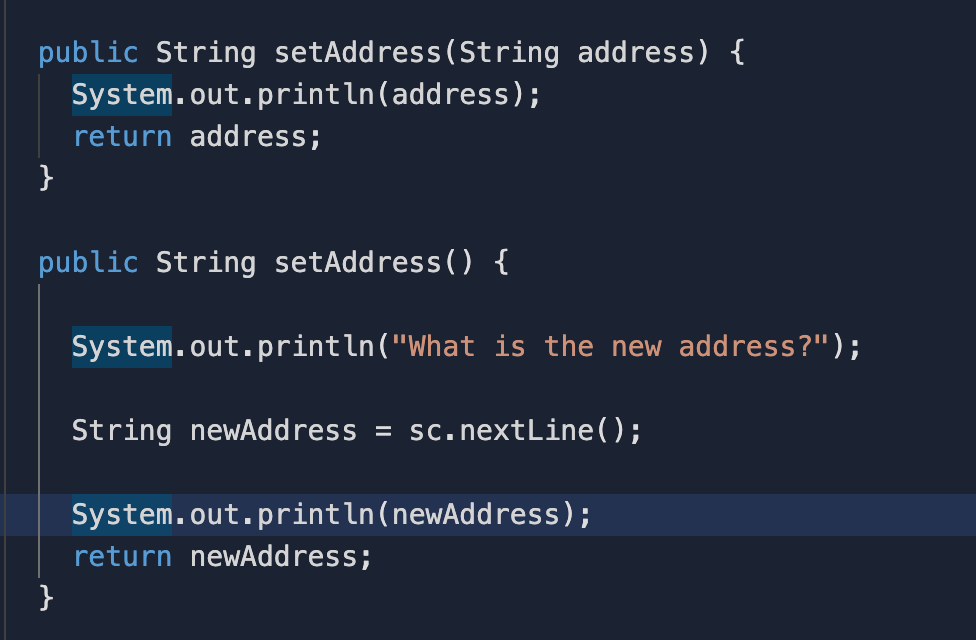 public String setAddress(String address) {
System.out.println(address);
return address;
}
public String setAddress() {
System.out.println("What is the new address?");
String newAddress = sc.nextLine();
System.out.println(newAddress);
return newAddress;
}